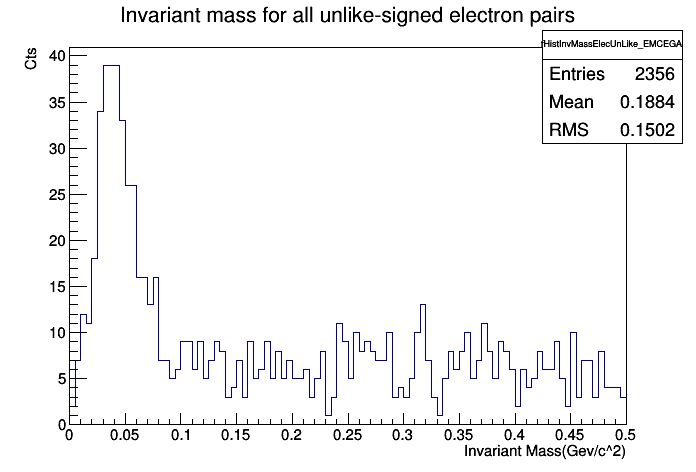 Invariant mass for all unlike-signed electron pairs
fHistInvMassElecUnLike_EMCEGA
Entries 2356
Mean 0.1884
RMS 0.1502
Cts
40
35
30
25
20
15
10
5
0
0 0.05 0.1 0.15 0.2 0.25 0.3 0.35 0.4 0.45 0.5
Invariant Mass(Gev/c^2)